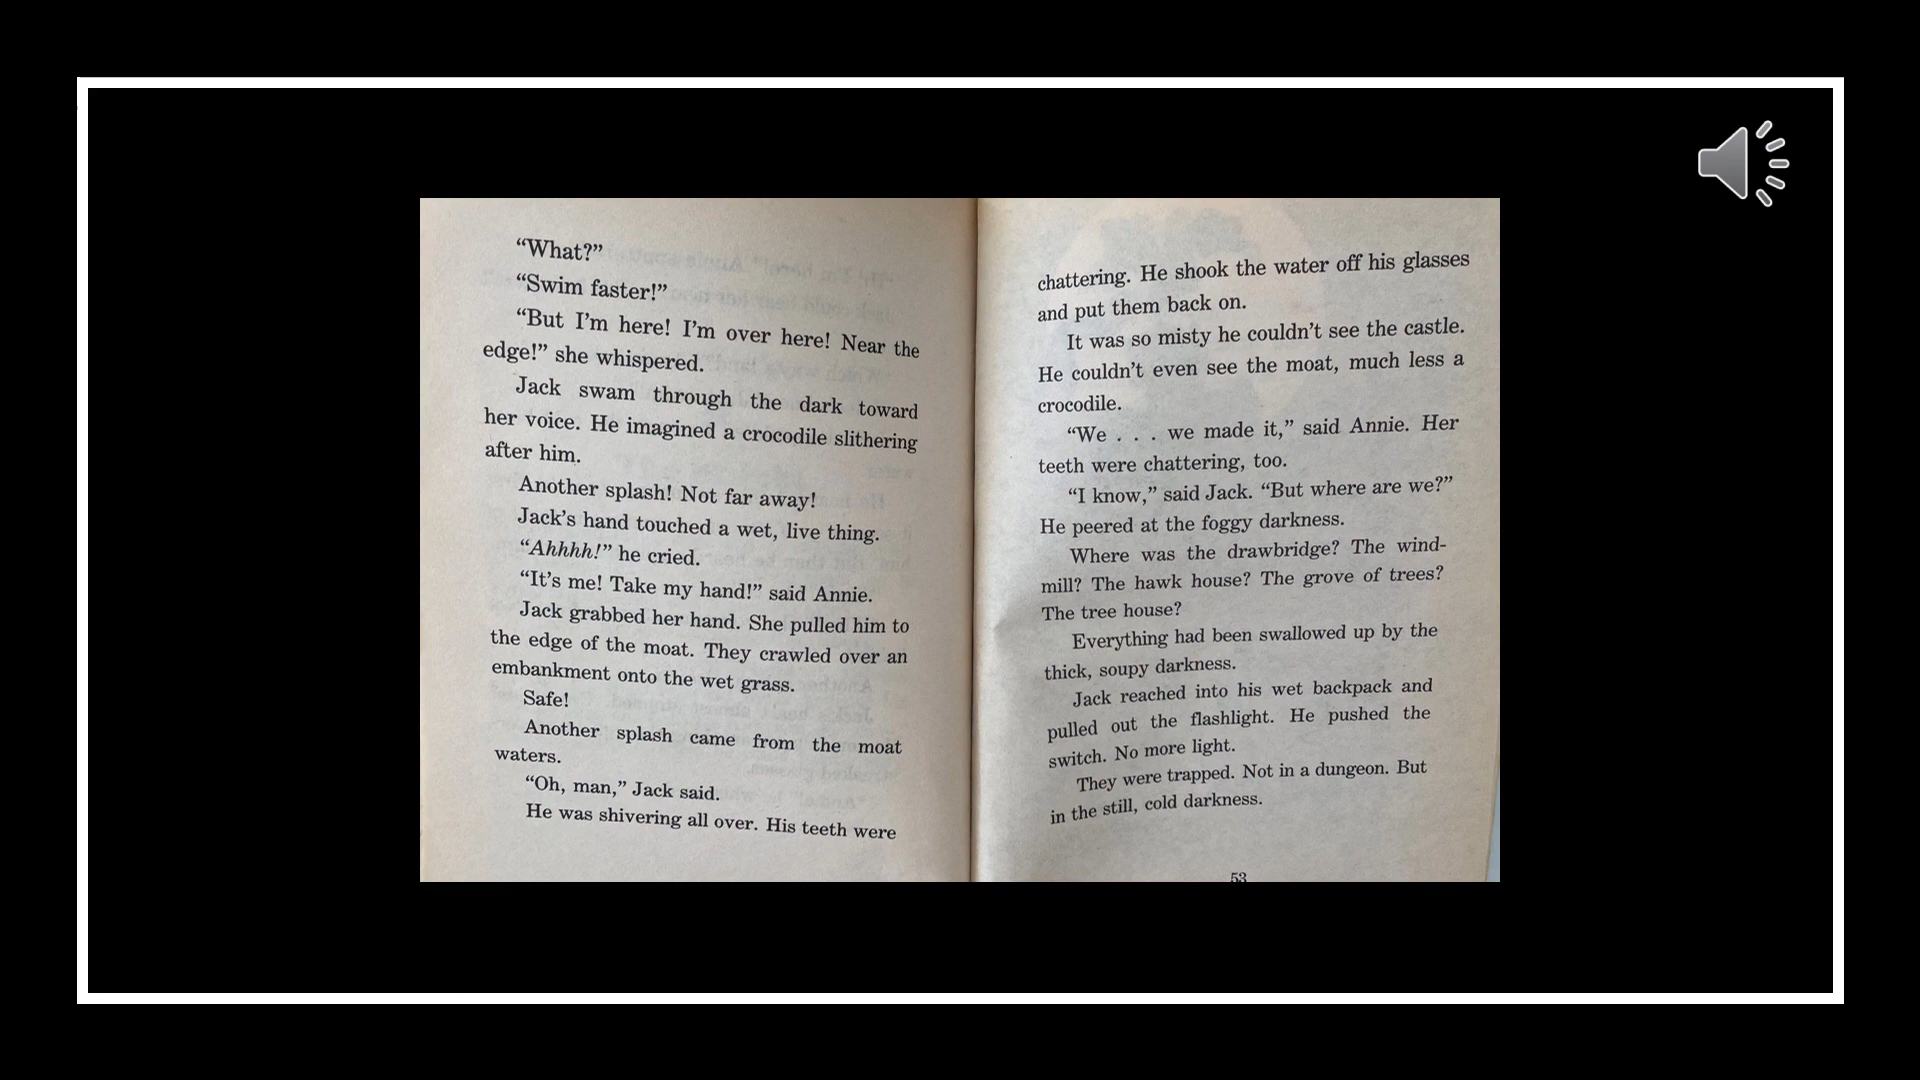 “What?”
“Swim faster!”
“But I’m here! I’m over here! Near the
edge!” she whispered.
Jack swam through the dark toward
her voice. He imagined a crocodile slithering
after him.
Another splash! Not far away!
Jack’s hand touched a wet, live thing.
“Ahhhh!” he cried.
“It’s me! Take my hand!” said Annie.
Jack grabbed her hand. She pulled him to
the edge of the moat. They crawled over an
embankment onto the wet grass.
Safe!
Another splash came from the moat
waters.
“Oh, man,” Jack said.
He was shivering all over. His teeth were
chattering. He shook the water off his glasses
and put them back on.
It was so misty he couldn’t see the castle.
He couldn’t even see the moat, much less a
crocodile.
“We . . . we made it,” said Annie. Her
teeth were chattering, too.
“I know,” said Jack. “But where are we?”
He peered at the foggy darkness.
Where was the drawbridge? The wind-
mill? The hawk house? The grove of trees?
The tree house?
Everything had been swallowed up by the
thick, soupy darkness.
Jack reached into his wet backpack and
pulled out the flashlight. He pushed the
switch. No more light.
They were trapped. Not in a dungeon. But
in the still, cold darkness.
53